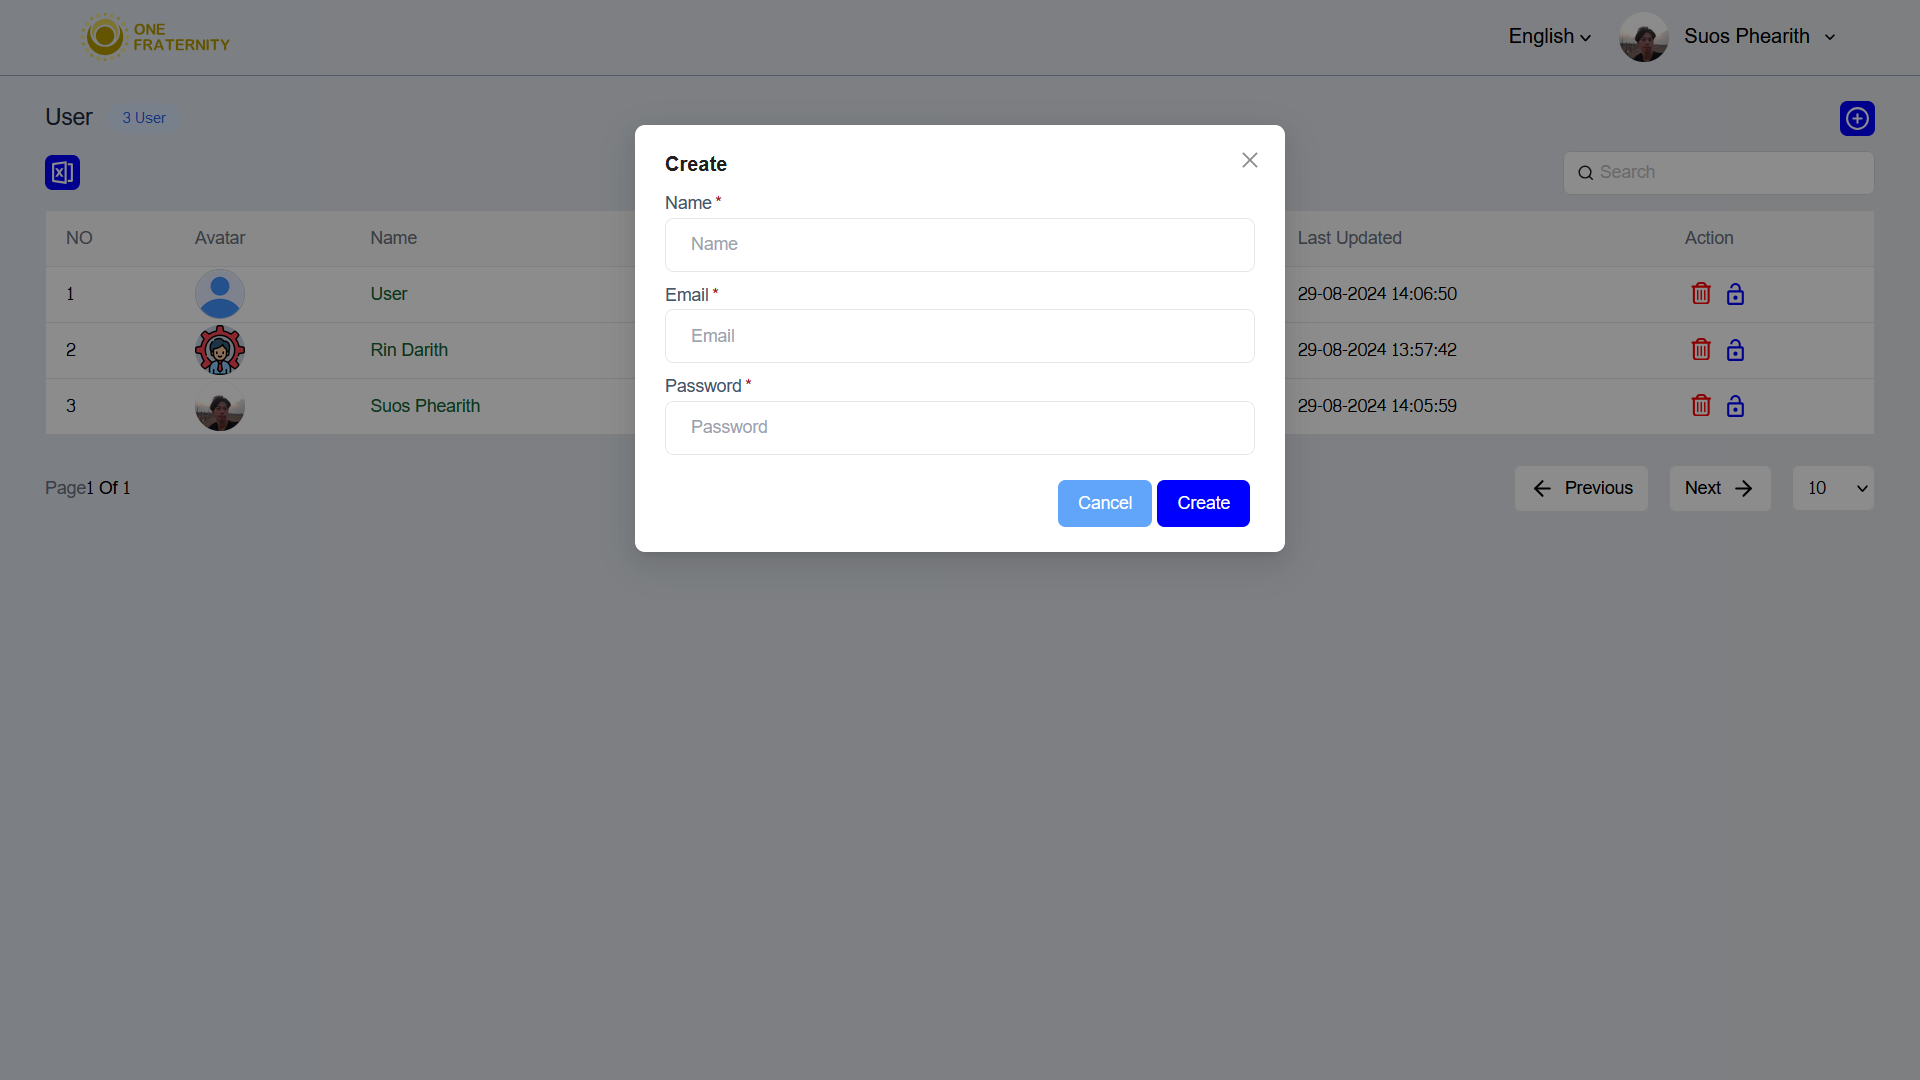 ONE
FRATERNITY
English
Suos Phearith
User
3 User
Search
NO
Avatar
Name
Last Updated
Action
1
User
29-08-2024 14:06:50
2
Rin Darith
29-08-2024 13:57:42
3
Suos Phearith
29-08-2024 14:05:59
Page1 Of 1
Previous
Next
10
Create
Name *
Name
Email *
Email
Password *
Password
Cancel
Create